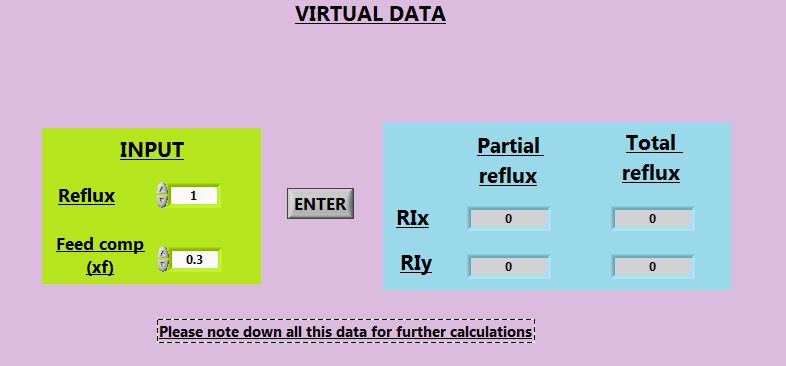 VIRTUAL DATA
INPUT
Reflux 1
Feed comp
(xf) 0.3
ENTER
Partial Total
reflux reflux
RIx 0 0
RIy 0 0
Please note down all this data for further calculations